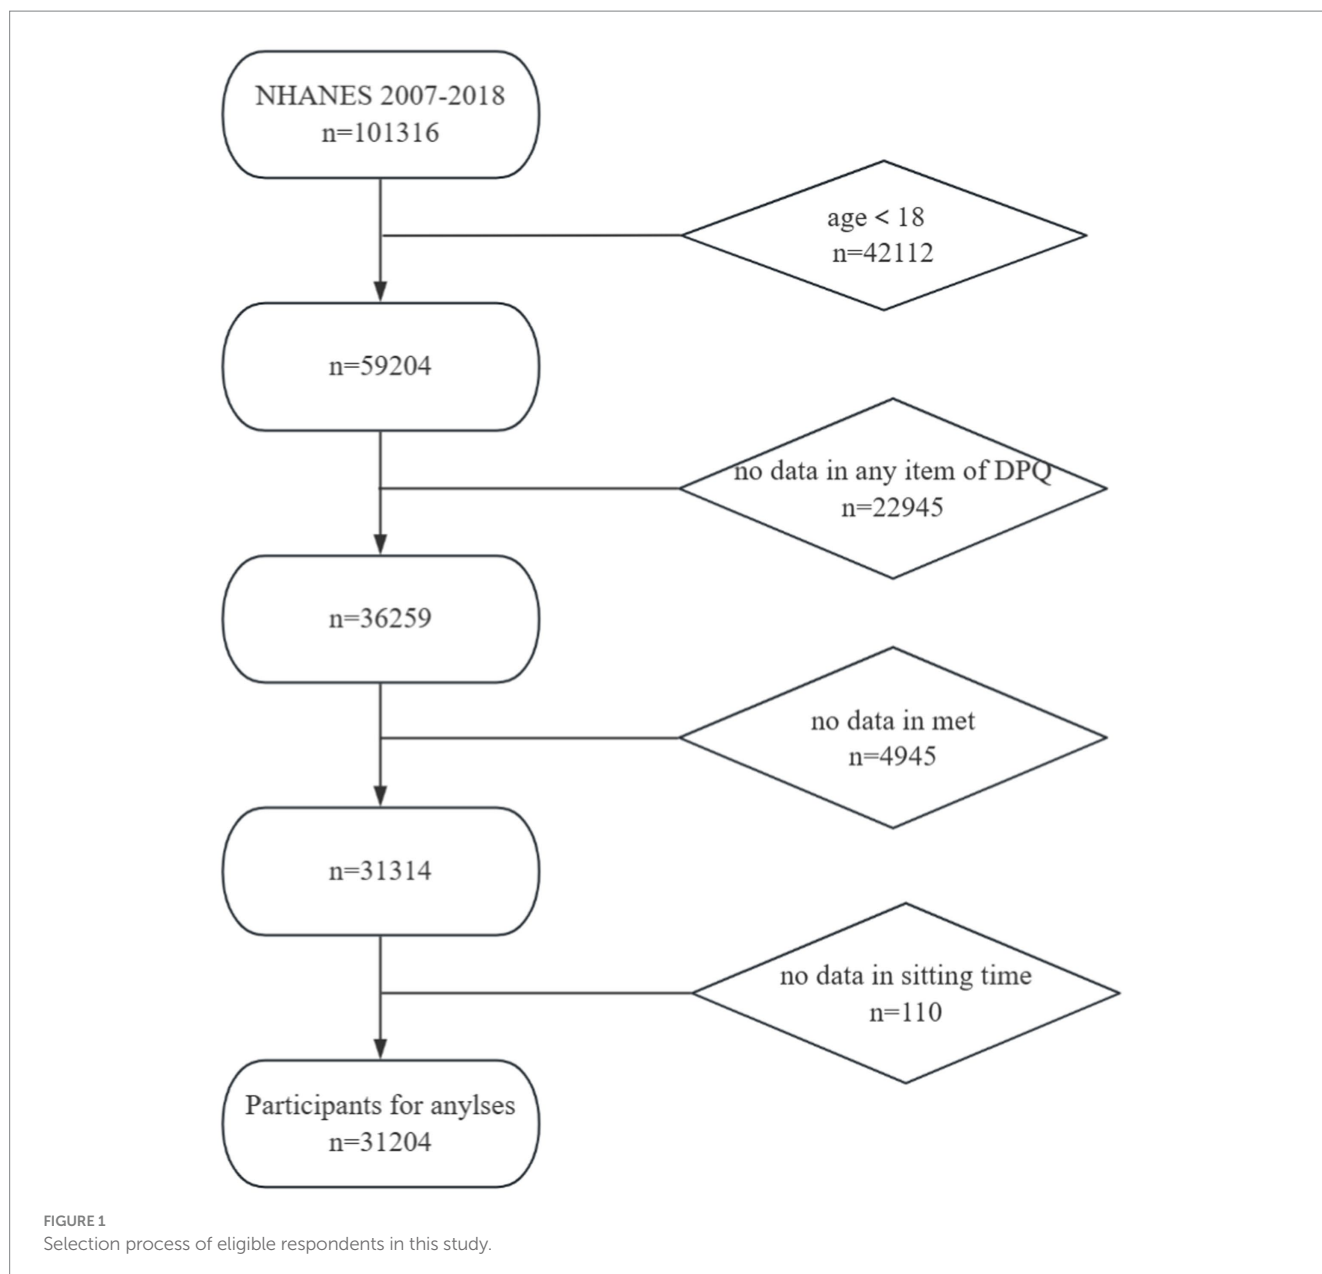 NHANES 2007-2018
n=101316
age < 18
n=42112
n=59204
no data in any item of DPQ
n=22945
n=36259
no data in met
n=4945
n=31314
no data in sitting time
n=110
Participants for anylses
n=31204
FIGURE 1
Selection process of eligible respondents in this study.